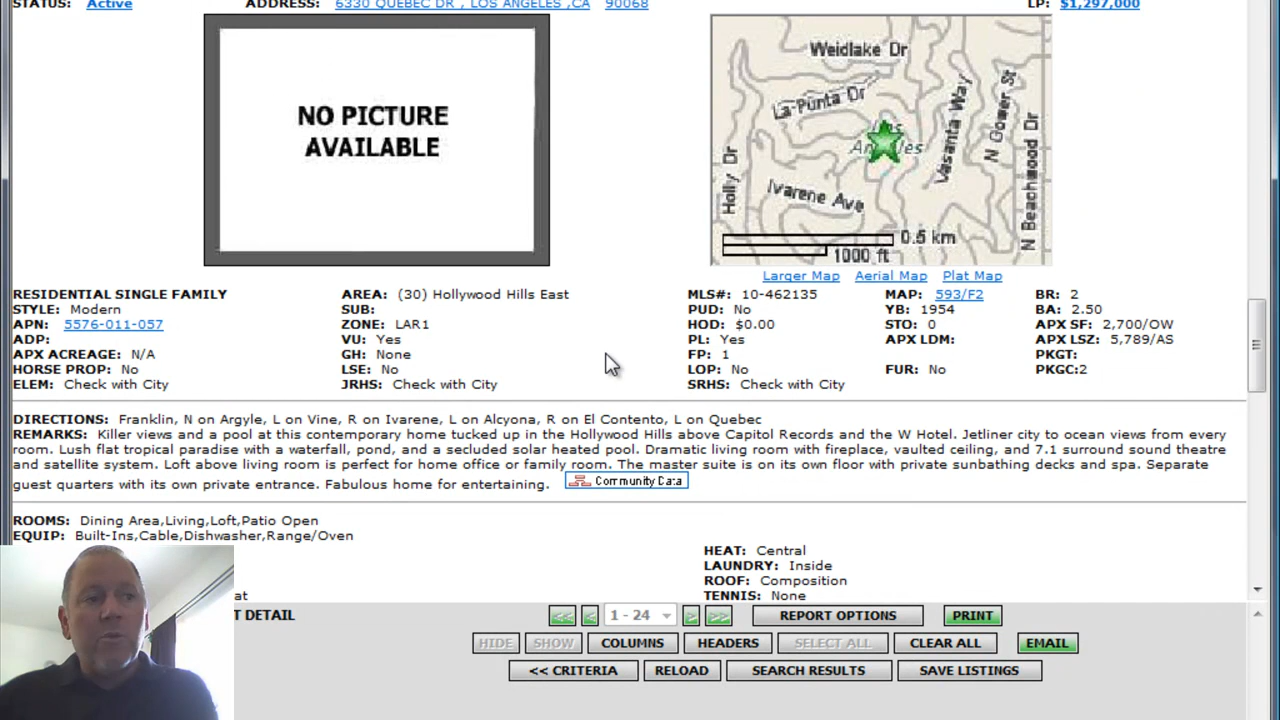 STATUS: Active ADDRESS: 6330 QUEBEC DR , LOS ANGELES ,CA 90068 LP: $1,297,000
NO PICTURE
AVAILABLE
Weidlake Dr
La Punta Dr
Los
Angeles
Vasanta Way
N Gower St
Holly Dr
Ivarene Ave
N Beachwood Dr
0.5 km
1000 ft
Larger Map Aerial Map Plat Map
RESIDENTIAL SINGLE FAMILY AREA: (30) Hollywood Hills East MLS#: 10-462135 MAP: 593/F2 BR: 2
STYLE: Modern SUB: PUD: No YB: 1954 BA: 2.50
APN: 5576-011-057 ZONE: LAR1 HOD: $0.00 STO: 0 APX SF: 2,700/OW
ADP: VU: Yes PL: Yes APX LDM: APX LSZ: 5,789/AS
APX ACREAGE: N/A GH: None FP: 1 PKGT:
HORSE PROP: No LSE: No LOP: No FUR: No PKGC:2
ELEM: Check with City JRHS: Check with City SRHS: Check with City
DIRECTIONS: Franklin, N on Argyle, L on Vine, R on Ivarene, L on Alcyona, R on El Contento, L on Quebec
REMARKS: Killer views and a pool at this contemporary home tucked up in the Hollywood Hills above Capitol Records and the W Hotel. Jetliner city to ocean views from every
room. Lush flat tropical paradise with a waterfall, pond, and a secluded solar heated pool. Dramatic living room with fireplace, vaulted ceiling, and 7.1 surround sound theatre
and satellite system. Loft above living room is perfect for home office or family room. The master suite is on its own floor with private sunbathing decks and spa. Separate
guest quarters with its own private entrance. Fabulous home for entertaining. Community Data
ROOMS: Dining Area,Living,Loft,Patio Open
EQUIP: Built-Ins,Cable,Dishwasher,Range/Oven
HEAT: Central
LAUNDRY: Inside
ROOF: Composition
at TENNIS: None
T DETAIL << < 1 - 24 > >> REPORT OPTIONS PRINT
HIDE SHOW COLUMNS HEADERS SELECT ALL CLEAR ALL EMAIL
<< CRITERIA RELOAD SEARCH RESULTS SAVE LISTINGS